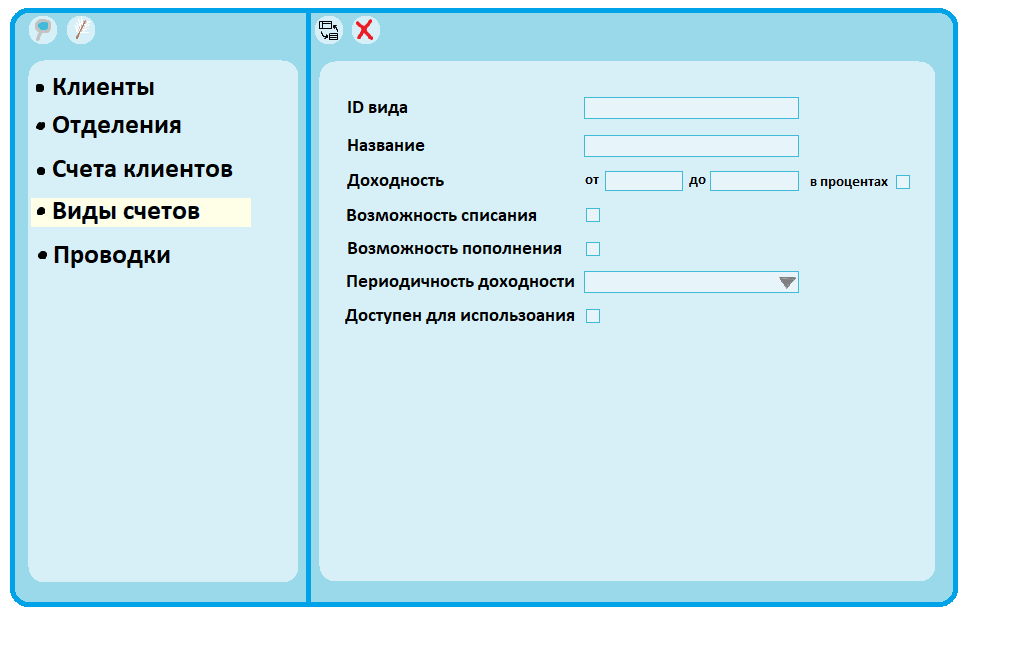 Клиенты
Отделения
Счета клиентов
Виды счетов
Проводки
ID вида
Название
Доходность от до в процентах
Возможность списания
Возможность пополнения
Периодичность доходности
Доступен для использоания